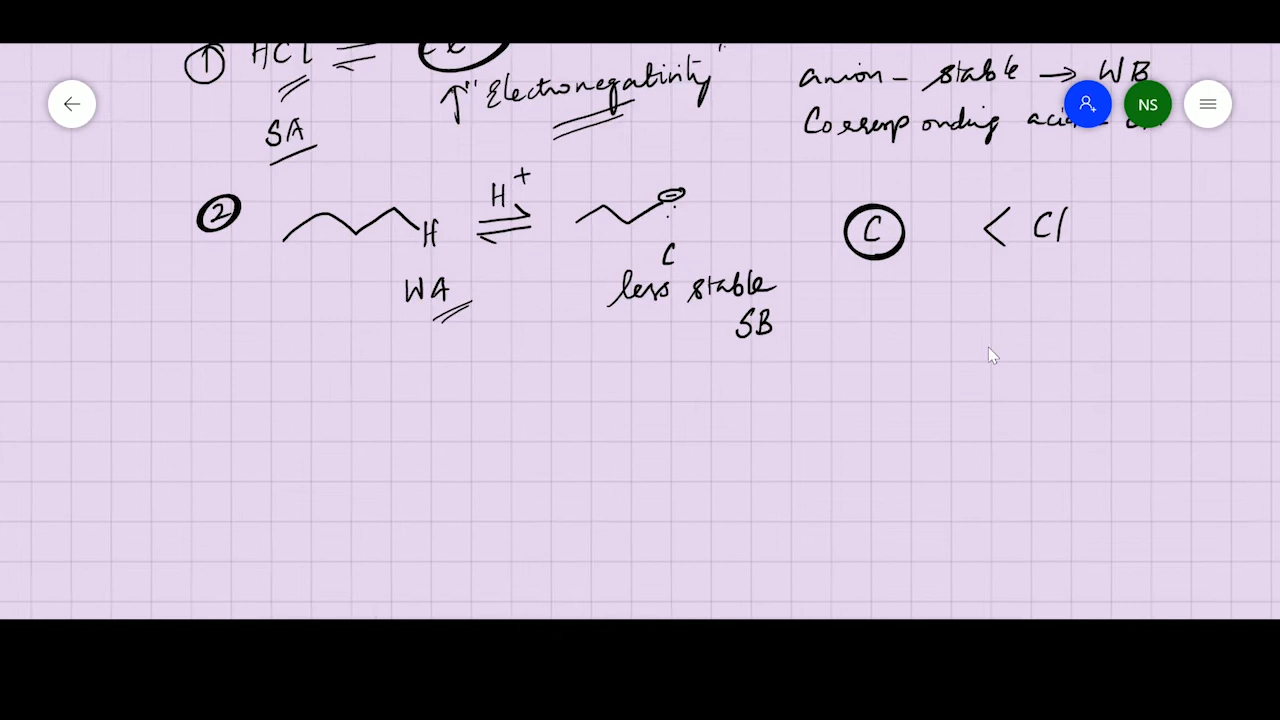 1 HCl
↑ "Electronegativity"
SA
anion - stable → WB
Corresponding
NS
2 H ⇌ H+ ⊖ : C < Cl
C
WA less stable
SB